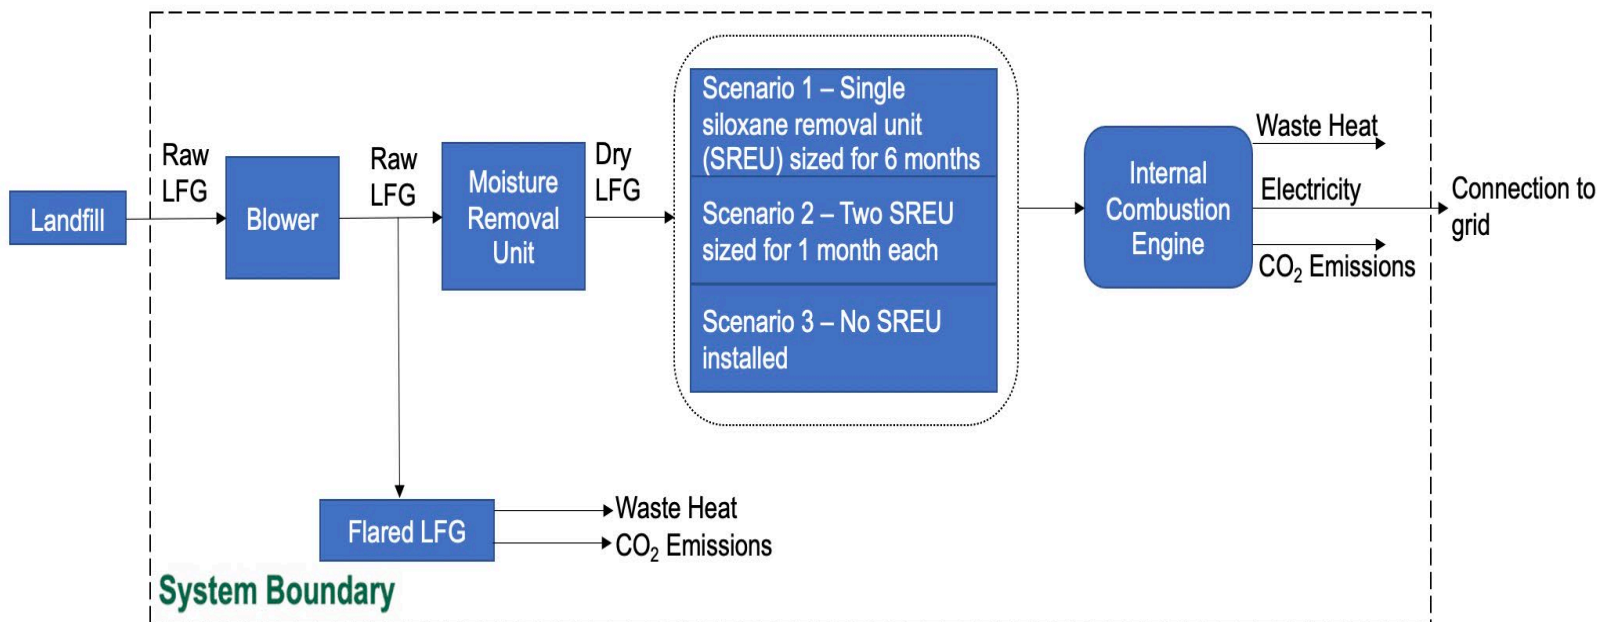 Landfill
Raw
LFG
Blower
Raw
LFG
Moisture
Removal
Unit
Dry
LFG
Scenario 1 – Single
siloxane removal unit
(SREU) sized for 6 months
Scenario 2 – Two SREU
sized for 1 month each
Scenario 3 – No SREU
installed
Internal
Combustion
Engine
Waste Heat
Electricity
CO₂ Emissions
Connection to
grid
Flared LFG
Waste Heat
CO₂ Emissions
System Boundary